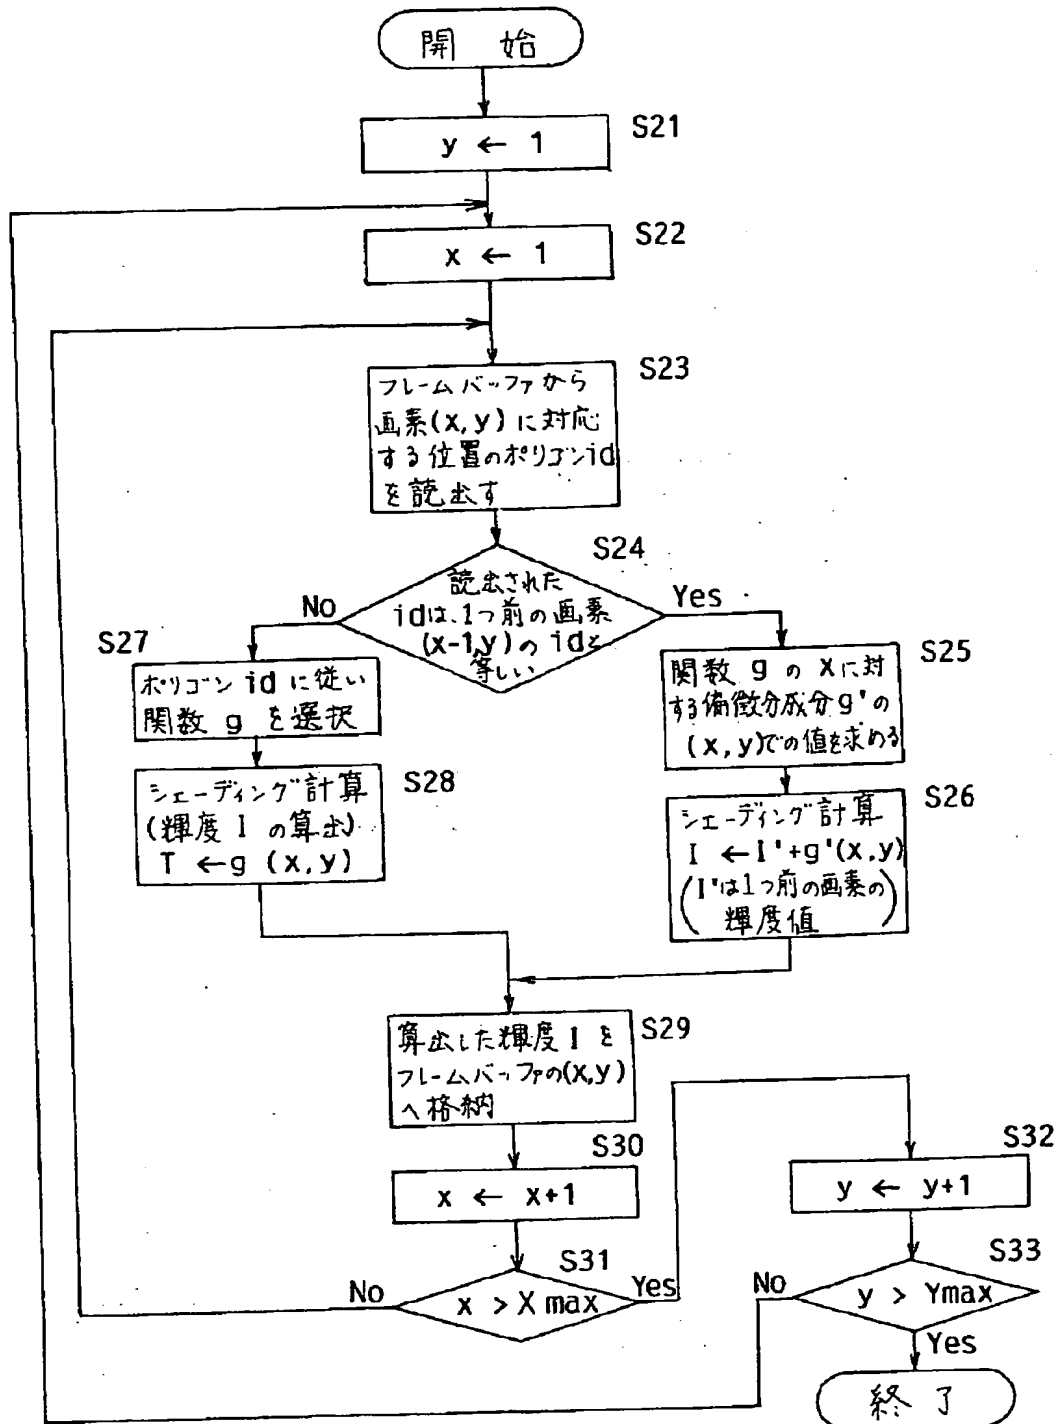 開 始
S21
y ← 1
S22
x ← 1
S23
フレームバッファから
画素(x,y)に対応
する位置のポリゴンid
を読出す
S24
読出された
idは、1つ前の画素
(x-1,y)のidと
等しい
No
Yes
S27
ポリゴンidに従い
関数 g を選択
S25
関数 g の x に対
する偏微分成分g'の
(x,y)での値を求める
S28
シェーディング計算
(輝度 I の算出)
T ← g (x,y)
S26
シェーディング計算
I ← I'+g'(x,y)
(I'は1つ前の画素の
輝度値)
S29
算出した輝度 I を
フレームバッファの(x,y)
へ格納
S30
x ← x+1
S31
x > X max
No
Yes
S32
y ← y+1
S33
y > Ymax
No
Yes
終 了